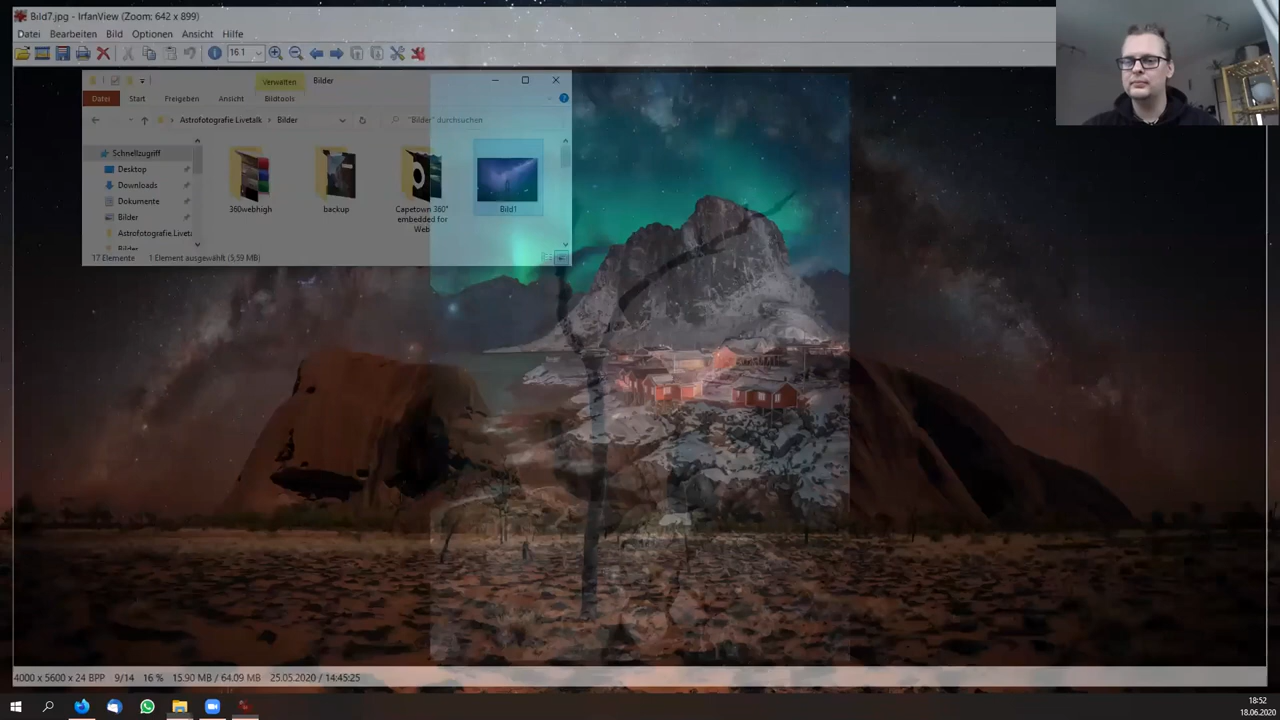 Bild7.jpg - IrfanView (Zoom: 642 x 899)
Datei Bearbeiten Bild Optionen Ansicht Hilfe
16.1
Verwalten Bilder
Datei Start Freigeben Ansicht Bildtools
Astrofotografie Livetalk > Bilder "Bilder" durchsuchen
Schnellzugriff
Desktop
Downloads
Dokumente
Bilder
Astrofotografie Liveta
Bilder
360webhigh
backup
Capetown 360°
embedded for
Web
Bild1
17 Elemente 1 Element ausgewählt (5,59 MB)
4000 x 5600 x 24 BPP 9/14 16 % 15.90 MB / 64.09 MB 25.05.2020 / 14:45:25
18:52
18.06.2020